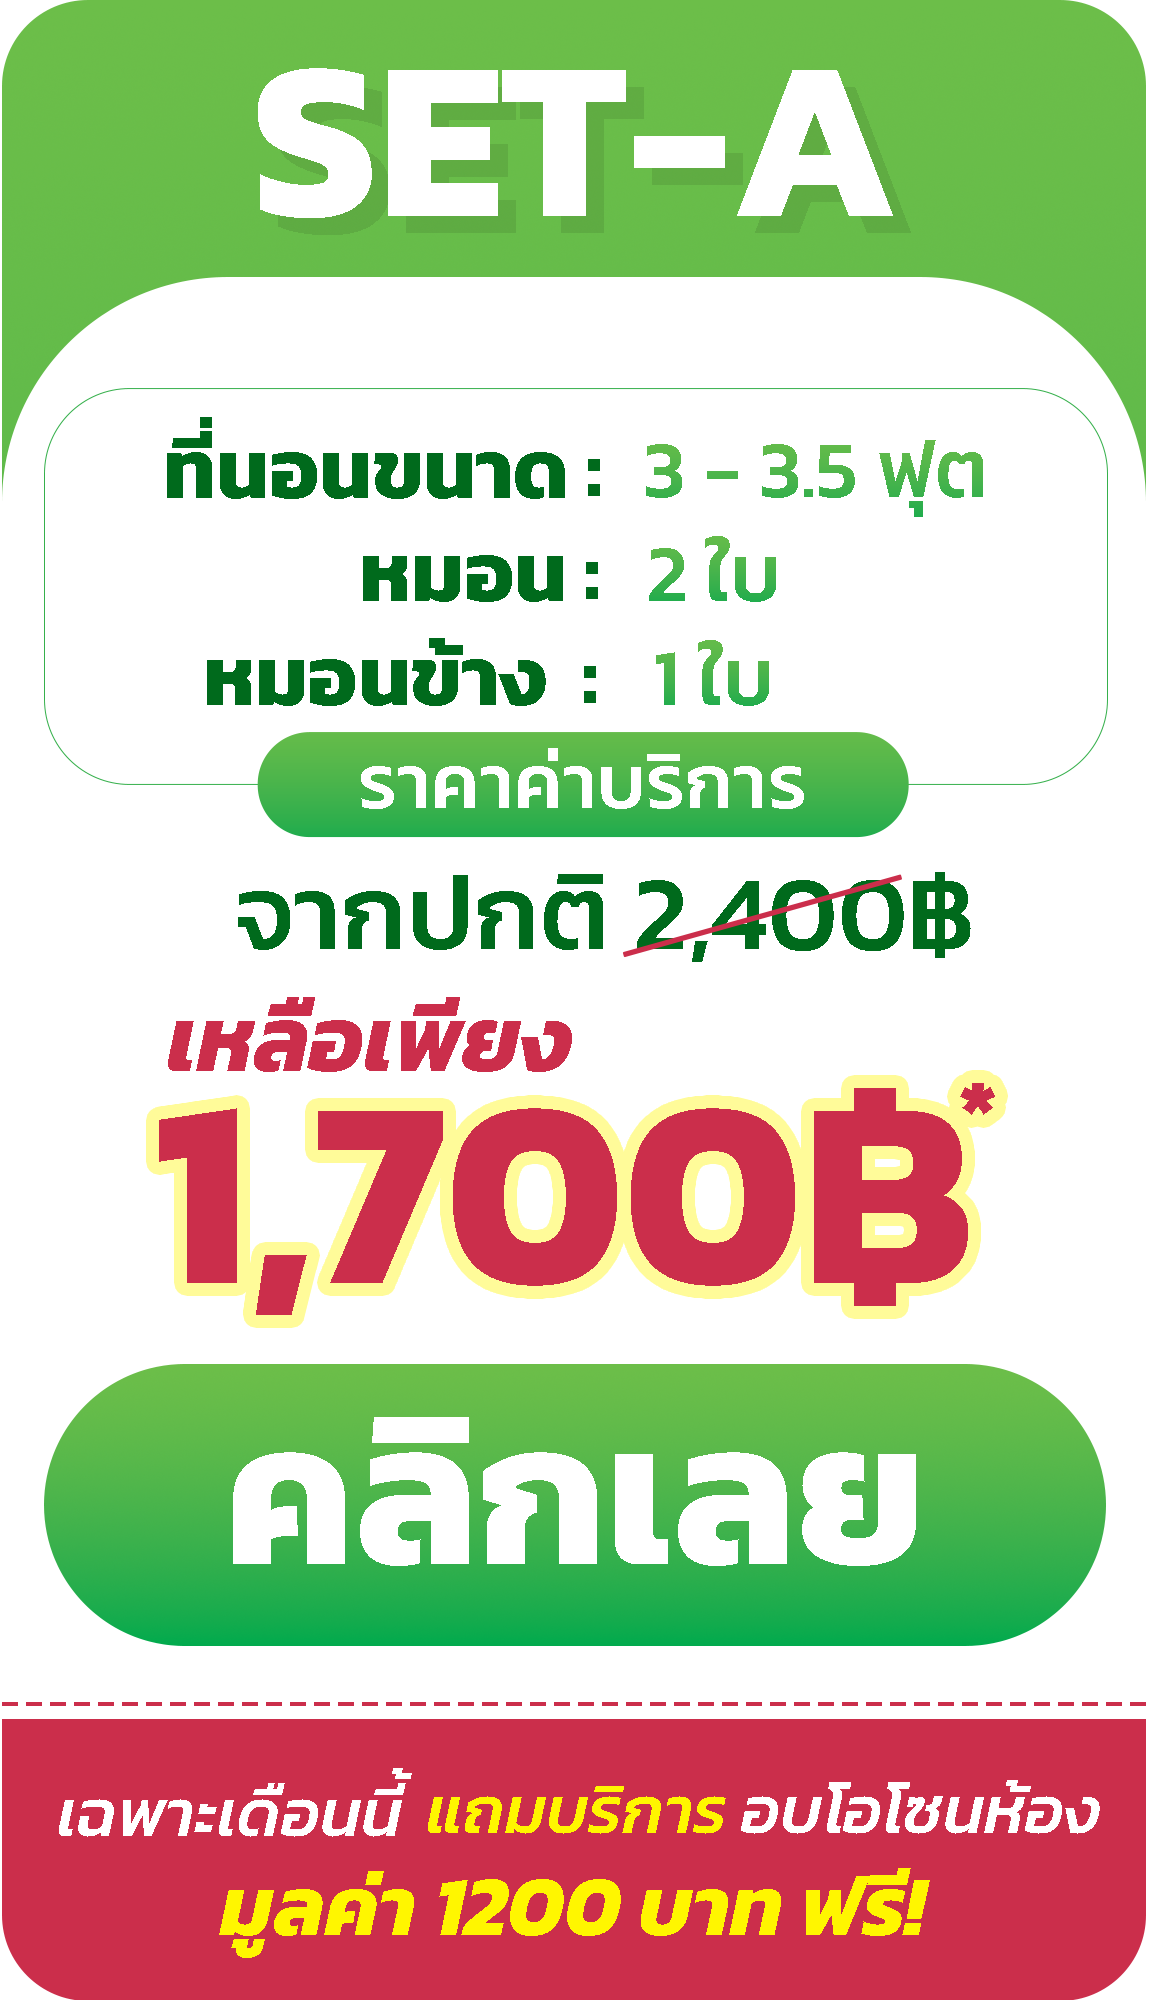 SET-A
ที่นอนขนาด : 3 - 3.5 ฟุต
หมอน : 2 ใบ
หมอนข้าง : 1 ใบ
ราคาค่าบริการ
จากปกติ 2,400฿
เหลือเพียง
1,700฿*
คลิกเลย
เฉพาะเดือนนี้ แถมบริการ อบโอโซนห้อง
มูลค่า 1200 บาท ฟรี!